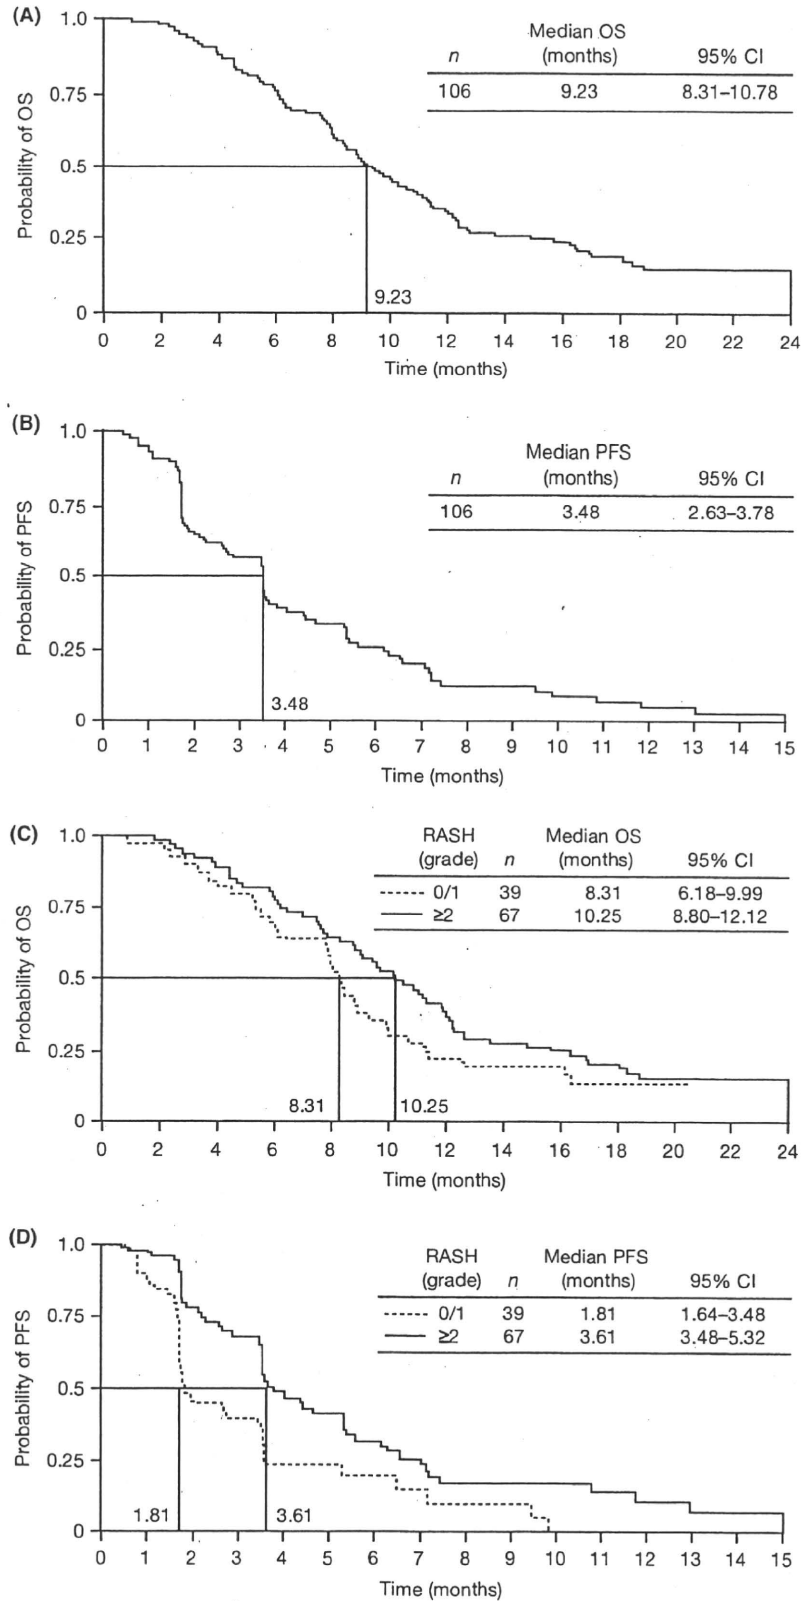 (A)
Probability of OS
1.0
0.75
0.5
0.25
0
n Median OS (months) 95% CI
106 9.23 8.31–10.78
9.23
0 2 4 6 8 10 12 14 16 18 20 22 24
Time (months)
(B)
Probability of PFS
1.0
0.75
0.5
0.25
0
n Median PFS (months) 95% CI
106 3.48 2.63–3.78
3.48
0 1 2 3 4 5 6 7 8 9 10 11 12 13 14 15
Time (months)
(C)
Probability of OS
1.0
0.75
0.5
0.25
0
RASH (grade) n Median OS (months) 95% CI
0/1 39 8.31 6.18–9.99
≥2 67 10.25 8.80–12.12
8.31 10.25
0 2 4 6 8 10 12 14 16 18 20 22 24
Time (months)
(D)
Probability of PFS
1.0
0.75
0.5
0.25
0
RASH (grade) n Median PFS (months) 95% CI
0/1 39 1.81 1.64–3.48
≥2 67 3.61 3.48–5.32
1.81 3.61
0 1 2 3 4 5 6 7 8 9 10 11 12 13 14 15
Time (months)